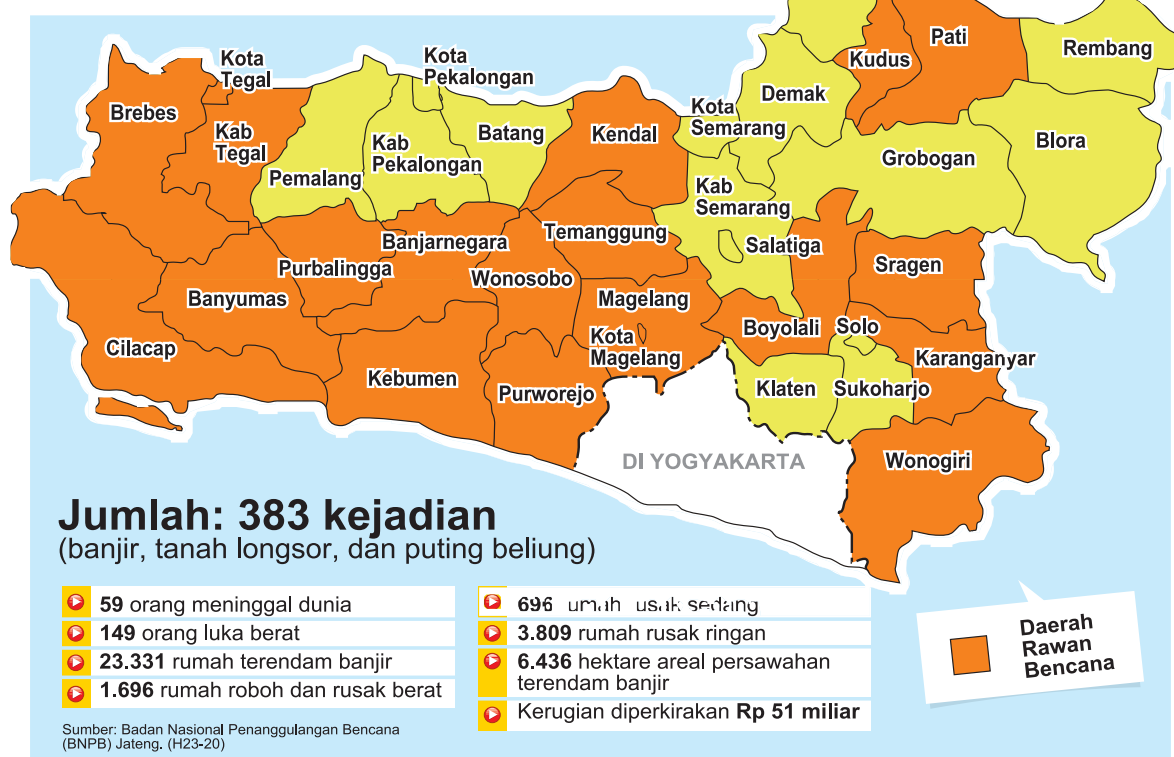 Pati
Rembang
Kudus
Kota
Tegal
Kota
Pekalongan
Brebes
Demak
Kota
Semarang
Kab
Tegal
Batang
Kendal
Kab
Pekalongan
Blora
Grobogan
Pemalang
Kab
Semarang
Temanggung
Banjarnegara
Salatiga
Purbalingga
Wonosobo
Sragen
Banyumas
Magelang
Boyolali
Solo
Kota
Magelang
Cilacap
Karanganyar
Kebumen
Purworejo
Klaten
Sukoharjo
DI YOGYAKARTA
Wonogiri
Jumlah: 383 kejadian
(banjir, tanah longsor, dan puting beliung)
59 orang meninggal dunia
149 orang luka berat
23.331 rumah terendam banjir
1.696 rumah roboh dan rusak berat
696 umah usak sedang
3.809 rumah rusak ringan
6.436 hektare areal persawahan
terendam banjir
Kerugian diperkirakan Rp 51 miliar
Daerah
Rawan
Bencana
Sumber: Badan Nasional Penanggulangan Bencana
(BNPB) Jateng. (H23-20)